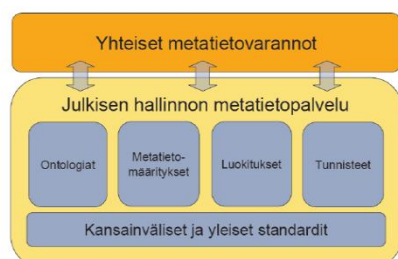 Yhteiset metatietovarannot
Julkisen hallinnon metatietopalvelu
Ontologiat
Metatieto-
määritykset
Luokitukset
Tunnisteet
Kansainväliset ja yleiset standardit